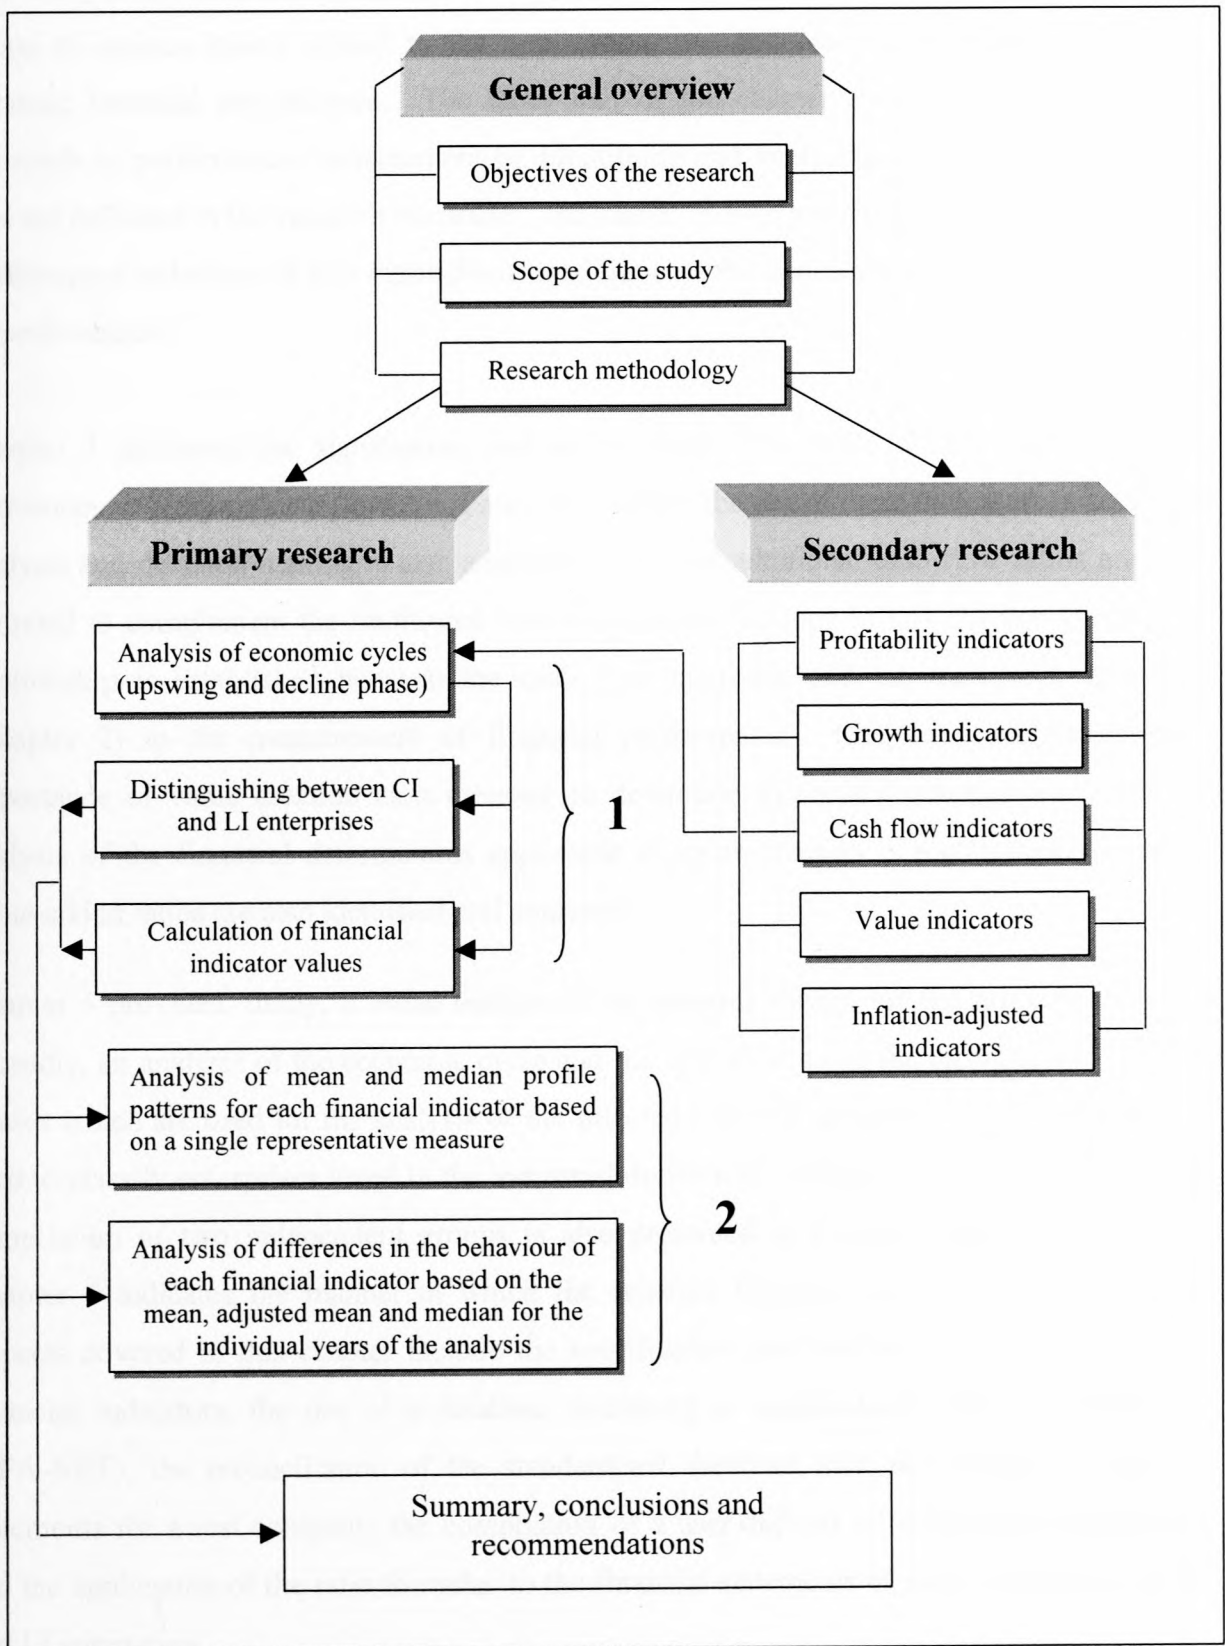 General overview
Objectives of the research
Scope of the study
Research methodology
Primary research
Analysis of economic cycles
(upswing and decline phase)
Distinguishing between CI
and LI enterprises
Calculation of financial
indicator values
1
Secondary research
Profitability indicators
Growth indicators
Cash flow indicators
Value indicators
Inflation-adjusted
indicators
Analysis of mean and median profile
patterns for each financial indicator based
on a single representative measure
Analysis of differences in the behaviour of
each financial indicator based on the
mean, adjusted mean and median for the
individual years of the analysis
2
Summary, conclusions and
recommendations